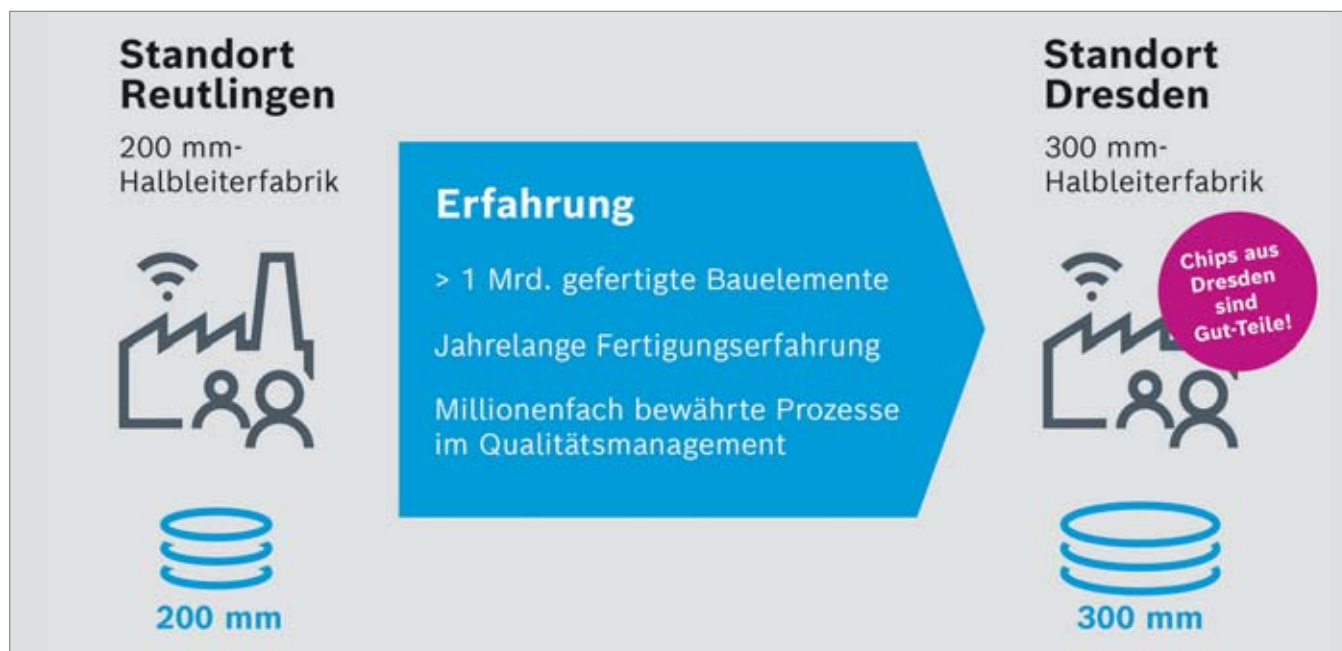 Standort
Reutlingen
200 mm-
Halbleiterfabrik
200 mm
Erfahrung
> 1 Mrd. gefertigte Bauelemente
Jahrelange Fertigungserfahrung
Millionenfach bewährte Prozesse
im Qualitätsmanagement
Standort
Dresden
300 mm-
Halbleiterfabrik
Chips aus
Dresden
sind
Gut-Teile!
300 mm